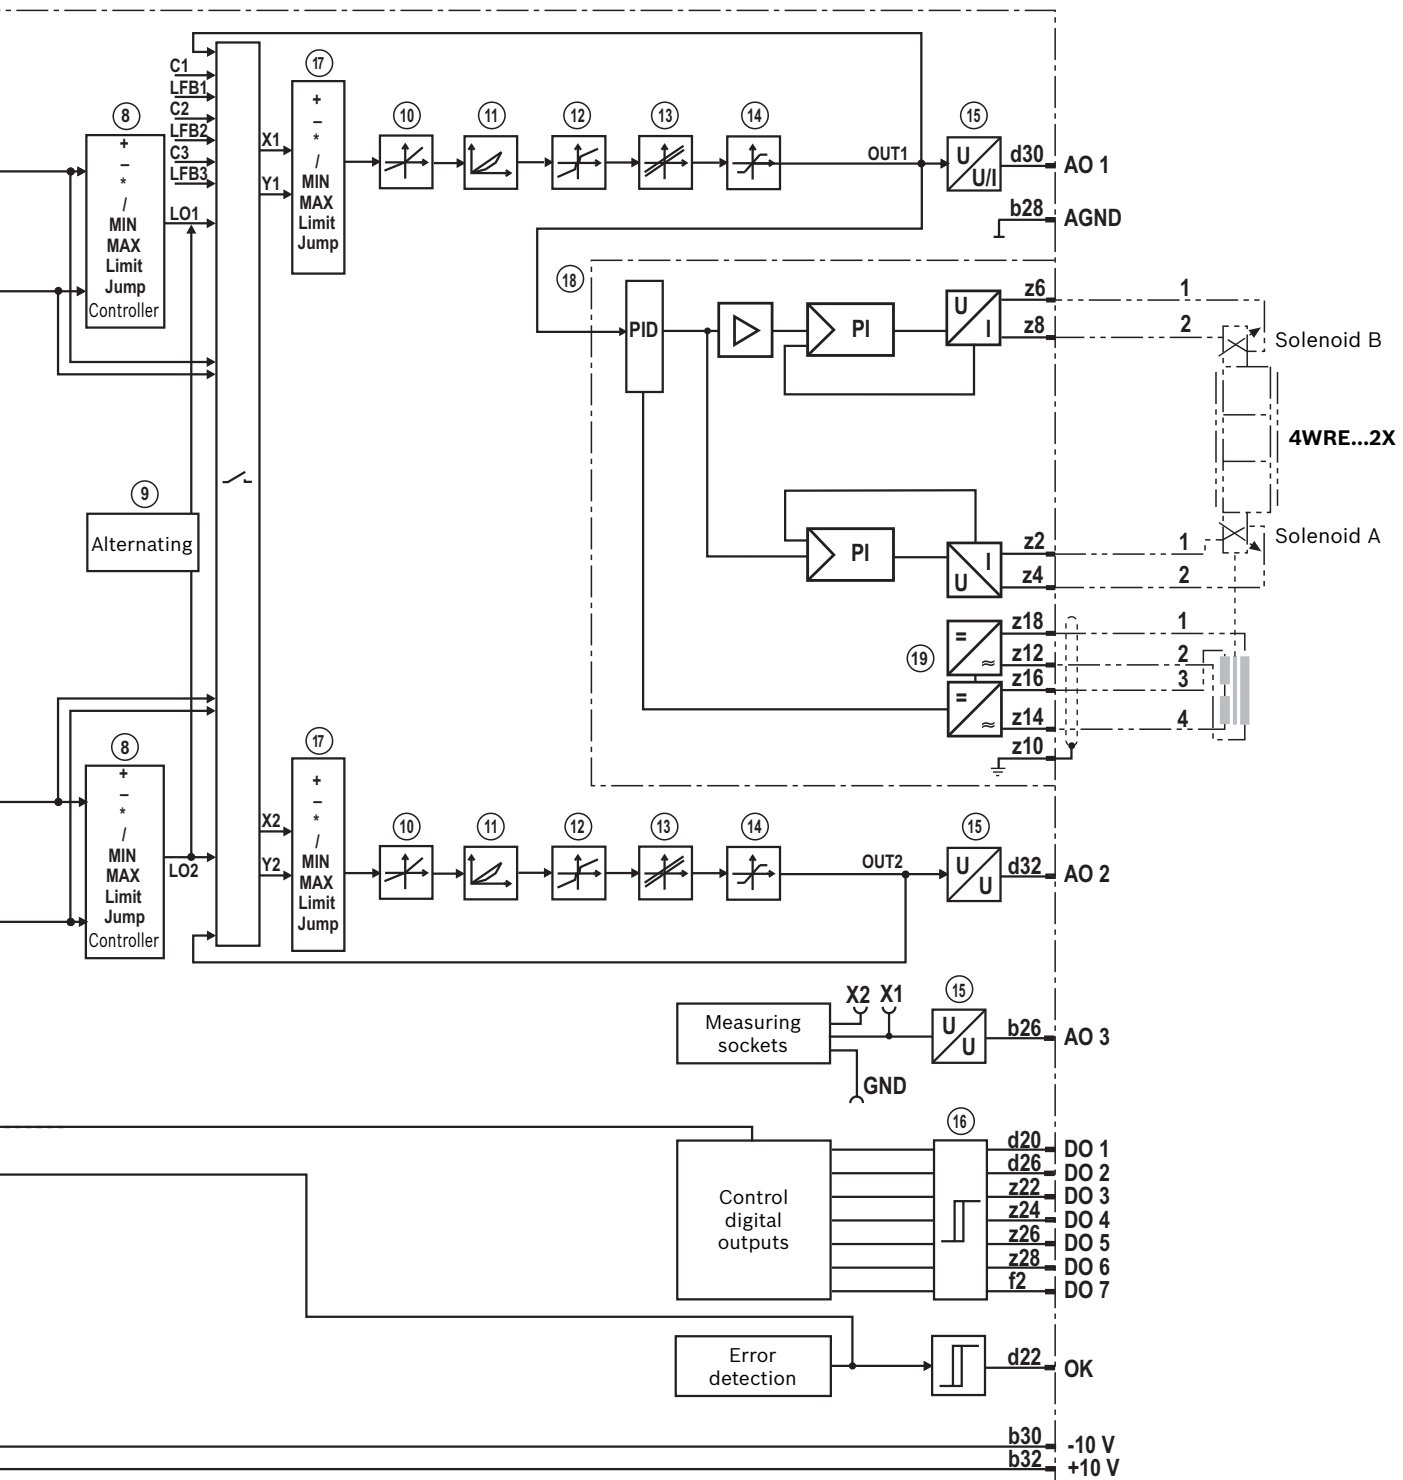 C1
LFB1
C2
LFB2
C3
LFB3
LO1
8
+
–
*
/
MIN
MAX
Limit
Jump
Controller
X1
Y1
17
+
–
*
/
MIN
MAX
Limit
Jump
10
11
12
13
14
OUT1
15
U
U/I
d30
AO 1
b28
AGND
18
PID
PI
U
I
z6
z8
1
2
Solenoid B
4WRE...2X
9
Alternating
PI
I
U
z2
z4
1
2
Solenoid A
19
=
≈
=
≈
z18
z12
z16
z14
z10
1
2
3
4
8
+
–
*
/
MIN
MAX
Limit
Jump
Controller
LO2
X2
Y2
17
+
–
*
/
MIN
MAX
Limit
Jump
10
11
12
13
14
OUT2
15
U
U
d32
AO 2
Measuring
sockets
X2
X1
GND
15
U
U
b26
AO 3
Control
digital
outputs
16
d20 DO 1
d26 DO 2
z22 DO 3
z24 DO 4
z26 DO 5
z28 DO 6
f2 DO 7
Error
detection
d22
OK
b30 -10 V
b32 +10 V